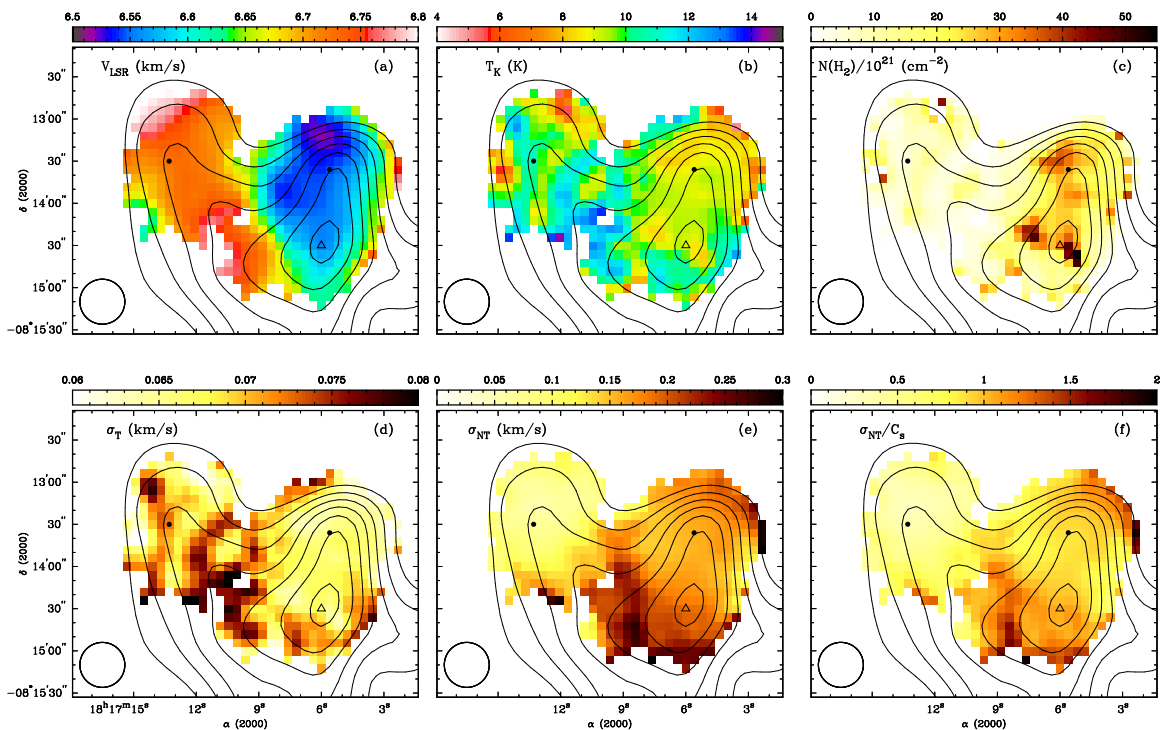 6.5 6.55 6.6 6.65 6.7 6.75 6.8
4 6 8 10 12 14
0 10 20 30 40 50
V_LSR (km/s) (a)
T_K (K) (b)
N(H_2)/10^21 (cm^-2) (c)
30″
13′00″
30″
14′00″
30″
15′00″
−08°15′30″
δ (2000)
0.06 0.065 0.07 0.075 0.08
0 0.05 0.1 0.15 0.2 0.25 0.3
0 0.5 1 1.5 2
σ_T (km/s) (d)
σ_NT (km/s) (e)
σ_NT/C_s (f)
30″
13′00″
30″
14′00″
30″
15′00″
−08°15′30″
δ (2000)
18^h17^m15^s 12^s 9^s 6^s 3^s
12^s 9^s 6^s 3^s
12^s 9^s 6^s 3^s
α (2000)
α (2000)
α (2000)